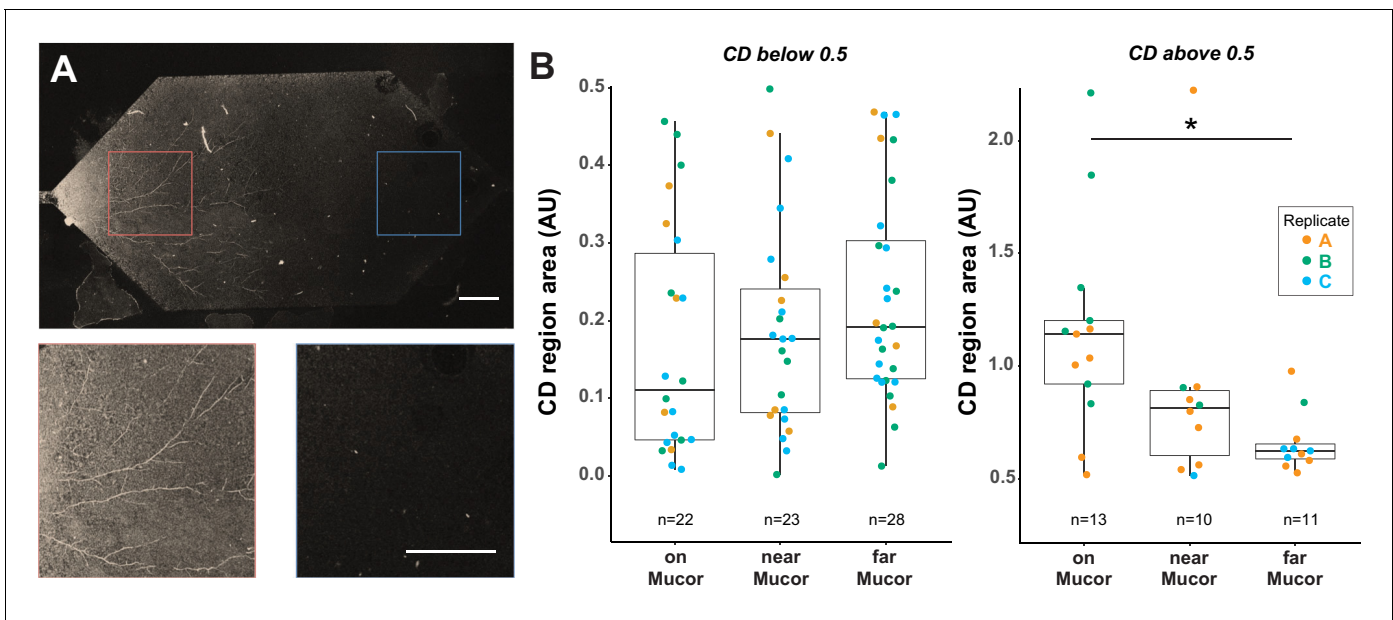 A
B
CD below 0.5
CD region area (AU)
0.5
0.4
0.3
0.2
0.1
0.0
n=22
n=23
n=28
on
Mucor
near
Mucor
far
Mucor
CD above 0.5
CD region area (AU)
2.0
1.5
1.0
0.5
*
Replicate
A
B
C
n=13
n=10
n=11
on
Mucor
near
Mucor
far
Mucor